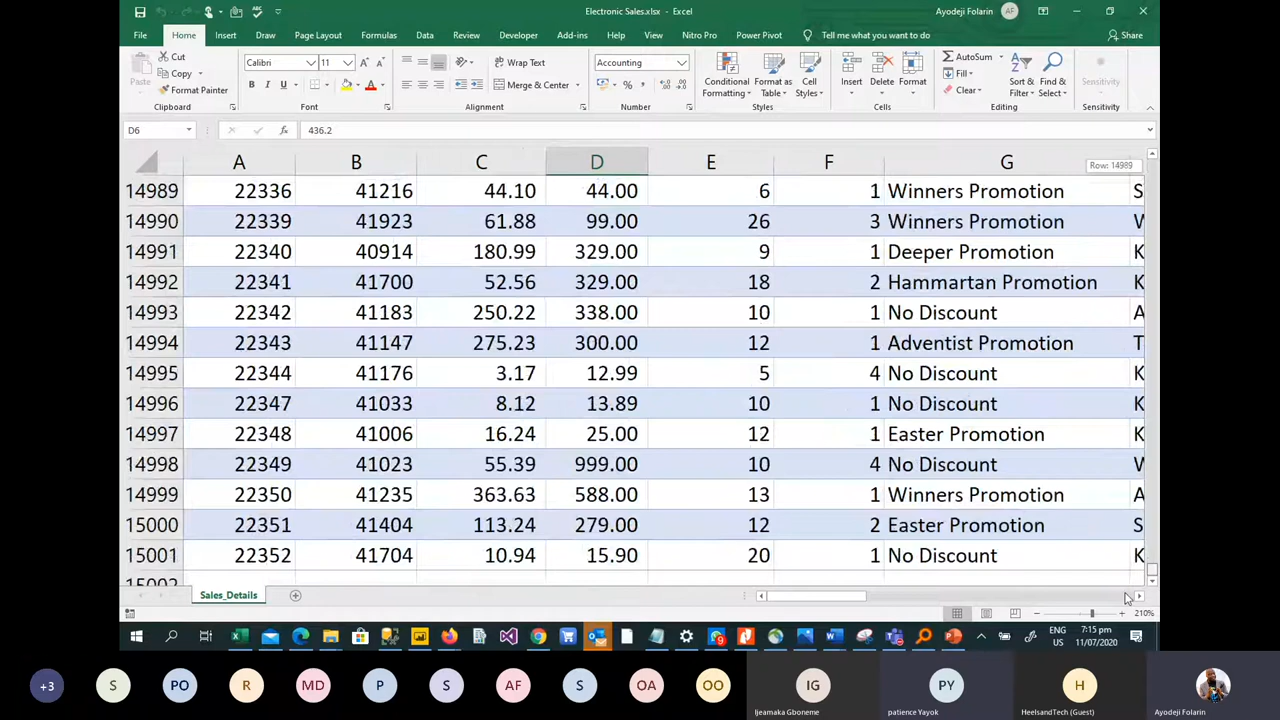 Electronic Sales.xlsx - Excel
Ayodeji Folarin AF
File Home Insert Draw Page Layout Formulas Data Review Developer Add-ins Help View Nitro Pro Power Pivot Tell me what you want to do Share
Paste Cut Copy Format Painter Clipboard
Calibri 11 B I U A Font
Wrap Text Merge & Center Alignment
Accounting % Number
Conditional Formatting Format as Table Cell Styles Styles
Insert Delete Format Cells
AutoSum Fill Clear Sort & Filter Find & Select Editing
Sensitivity Sensitivity
D6 fx 436.2
A B C D E F G
Row: 14989
14989 22336 41216 44.10 44.00 6 1 Winners Promotion S
14990 22339 41923 61.88 99.00 26 3 Winners Promotion
14991 22340 40914 180.99 329.00 9 1 Deeper Promotion K
14992 22341 41700 52.56 329.00 18 2 Hammartan Promotion K
14993 22342 41183 250.22 338.00 10 1 No Discount A
14994 22343 41147 275.23 300.00 12 1 Adventist Promotion T
14995 22344 41176 3.17 12.99 5 4 No Discount K
14996 22347 41033 8.12 13.89 10 1 No Discount K
14997 22348 41006 16.24 25.00 12 1 Easter Promotion K
14998 22349 41023 55.39 999.00 10 4 No Discount
14999 22350 41235 363.63 588.00 13 1 Winners Promotion A
15000 22351 41404 113.24 279.00 12 2 Easter Promotion S
15001 22352 41704 10.94 15.90 20 1 No Discount K
15002
Sales_Details
210%
ENG US 7:15 pm 11/07/2020
+3 S PO R MD P S AF S OA OO IG PY H
Ijeamaka Gboneme patience Yayok HeelsandTech (Guest) Ayodeji Folarin